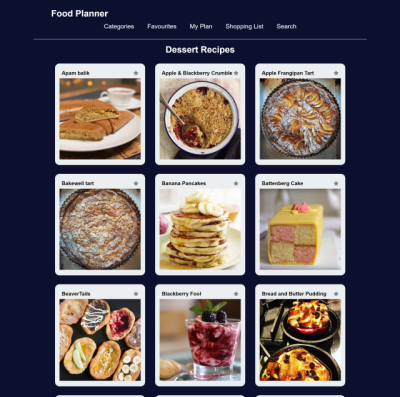 Food Planner
Categories Favourites My Plan Shopping List Search
Dessert Recipes
Apam balik
Apple & Blackberry Crumble
Apple Frangipan Tart
Bakewell tart
Banana Pancakes
Battenberg Cake
BeaverTails
Blackberry Fool
Bread and Butter Pudding